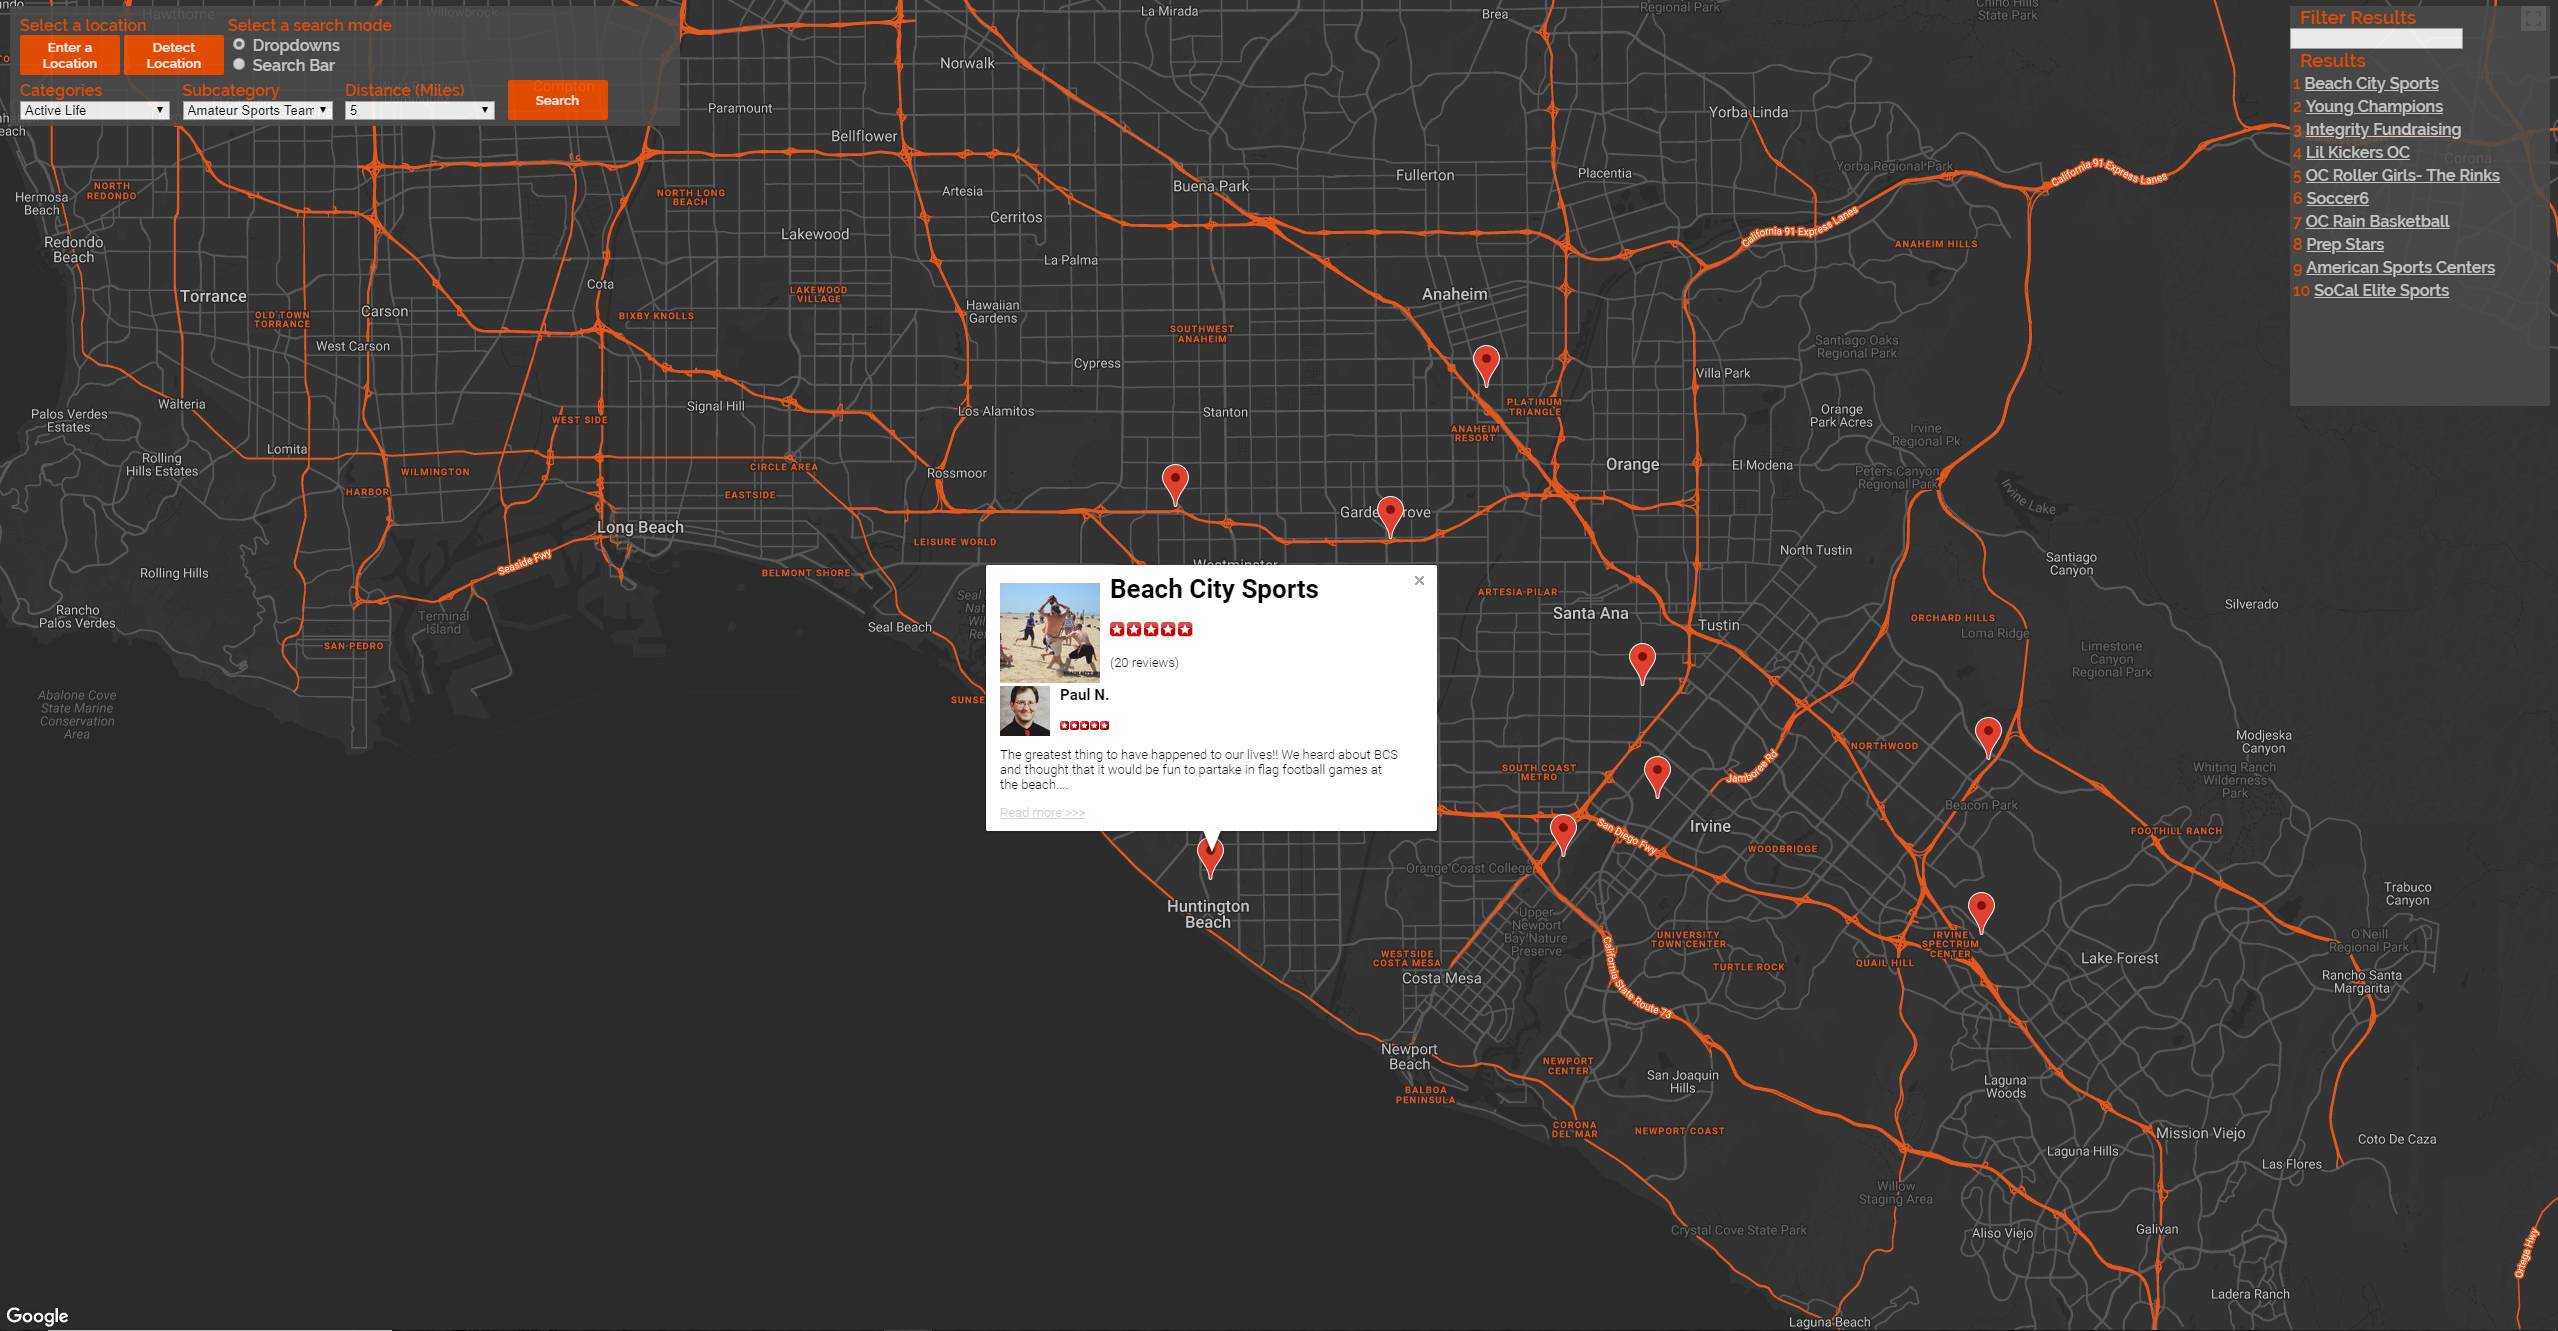 Select a location
Select a search mode
Enter a
Location
Detect
Location
Dropdowns
Search Bar
Categories
Subcategory
Distance (Miles)
Active Life
Amateur Sports Team
5
Search
Filter Results
Results
1 Beach City Sports
2 Young Champions
3 Integrity Fundraising
4 Lil Kickers OC
5 OC Roller Girls- The Rinks
6 Soccer6
7 OC Rain Basketball
8 Prep Stars
9 American Sports Centers
10 SoCal Elite Sports
Hawthorne
Willowbrook
Compton
La Mirada
Brea
Regional Park
Chino Hills
State Park
Norwalk
Paramount
Bellflower
Yorba Linda
Hermosa
Beach
NORTH
REDONDO
NORTH LONG
BEACH
Artesia
Buena Park
Fullerton
Placentia
Yorba Regional Park
California 91 Express Lanes
Corona
Redondo
Beach
Lakewood
Cerritos
La Palma
California 91 Express Lanes
ANAHEIM HILLS
Torrance
Cota
LAKEWOOD
VILLAGE
Hawaiian
Gardens
Anaheim
OLD TOWN
TORRANCE
Carson
BIXBY KNOLLS
SOUTHWEST
ANAHEIM
West Carson
Cypress
Santiago Oaks
Regional Park
Villa Park
Palos Verdes
Estates
Walteria
WEST SIDE
Signal Hill
Los Alamitos
Stanton
PLATINUM
TRIANGLE
Orange
Park Acres
Irvine
Regional Pk
Lomita
ANAHEIM
RESORT
Rolling
Hills Estates
WILMINGTON
CIRCLE AREA
Rossmoor
Orange
El Modena
Peters Canyon
Regional Park
HARBOR
EASTSIDE
Irvine Lake
Long Beach
LEISURE WORLD
Westminster
North Tustin
Santiago
Canyon
Seaside Fwy
Rolling Hills
BELMONT SHORE
ARTESIA-PILAR
Santa Ana
Tustin
ORCHARD HILLS
Loma Ridge
Silverado
Rancho
Palos Verdes
Terminal
Island
Seal Beach
SAN PEDRO
Limestone
Canyon
Regional Park
Abalone Cove
State Marine
Conservation
Area
Beach City Sports
(20 reviews)
Paul N.
The greatest thing to have happened to our lives!! We heard about BCS
and thought that it would be fun to partake in flag football games at
the beach....
Read more >>>
SOUTH COAST
METRO
Jamboree Rd
NORTHWOOD
Modjeska
Canyon
Whiting Ranch
Wilderness
Park
Beacon Park
San Diego Fwy
Irvine
WOODBRIDGE
FOOTHILL RANCH
Orange Coast College
Huntington
Beach
Upper
Newport
Bay Nature
Preserve
Trabuco
Canyon
UNIVERSITY
TOWN CENTER
IRVINE
SPECTRUM
CENTER
O'Neill
Regional Park
WESTSIDE
COSTA MESA
TURTLE ROCK
QUAIL HILL
Lake Forest
Costa Mesa
California State Route 73
Rancho Santa
Margarita
Newport
Beach
NEWPORT
CENTER
San Joaquin
Hills
Laguna
Woods
BALBOA
PENINSULA
CORONA
DEL MAR
NEWPORT COAST
Mission Viejo
Coto De Caza
Laguna Hills
Las Flores
Willow
Staging Area
Crystal Cove State Park
Aliso Viejo
Galivan
Ortega Hwy
Ladera Ranch
Google
Laguna Beach